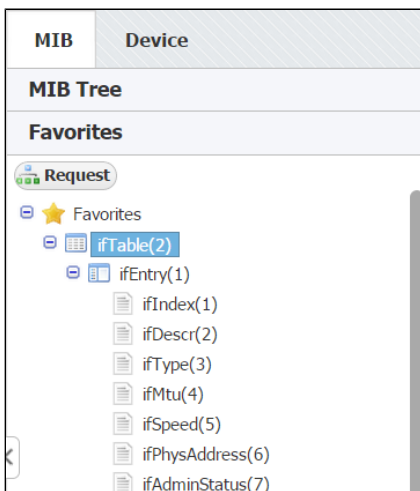 MIB Device
MIB Tree
Favorites
Request
Favorites
ifTable(2)
ifEntry(1)
ifIndex(1)
ifDescr(2)
ifType(3)
ifMtu(4)
ifSpeed(5)
ifPhysAddress(6)
ifAdminStatus(7)